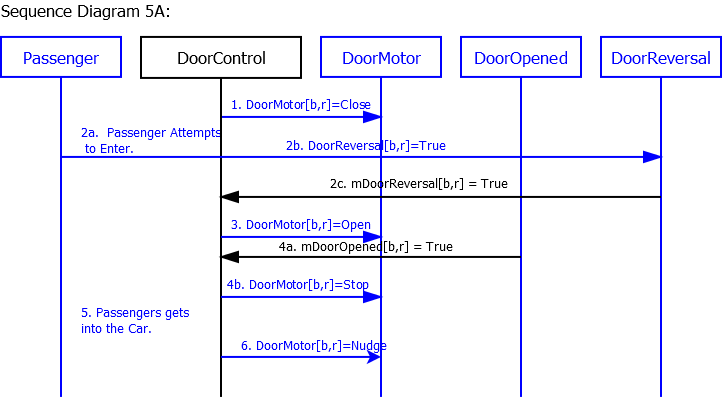 Sequence Diagram 5A:
Passenger
DoorControl
DoorMotor
DoorOpened
DoorReversal
1. DoorMotor[b,r]=Close
2a.  Passenger Attempts
to Enter.
2b. DoorReversal[b,r]=True
2c. mDoorReversal[b,r] = True
3. DoorMotor[b,r]=Open
4a. mDoorOpened[b,r] = True
4b. DoorMotor[b,r]=Stop
5. Passengers gets
into the Car.
6. DoorMotor[b,r]=Nudge